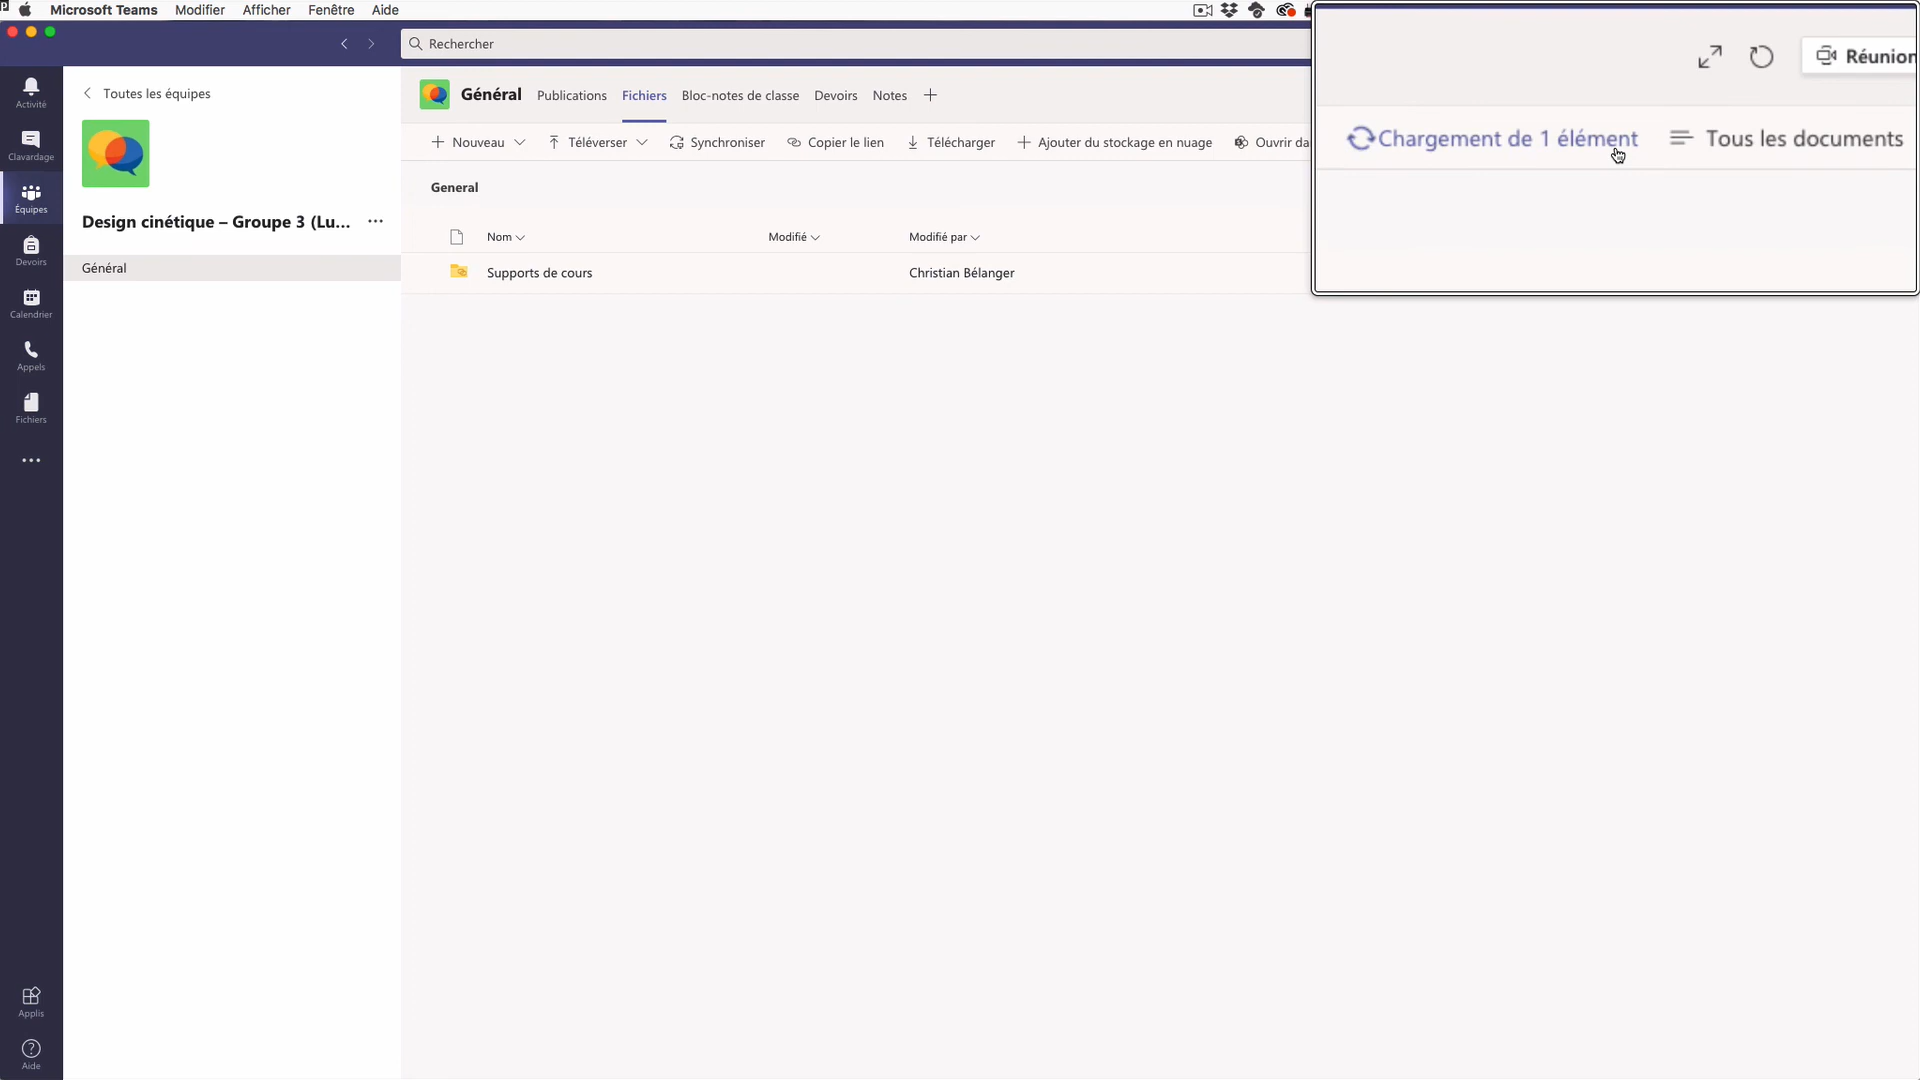 Microsoft Teams Modifier Afficher Fenêtre Aide
Rechercher
Activité
Clavardage
Équipes
Devoirs
Calendrier
Appels
Fichiers
Applis
Aide
Toutes les équipes
Design cinétique – Groupe 3 (Lu...
Général
Général Publications Fichiers Bloc-notes de classe Devoirs Notes
Nouveau Téléverser Synchroniser Copier le lien Télécharger Ajouter du stockage en nuage Ouvrir da
General
Nom Modifié Modifié par
Supports de cours Christian Bélanger
Réunion
Chargement de 1 élément Tous les documents